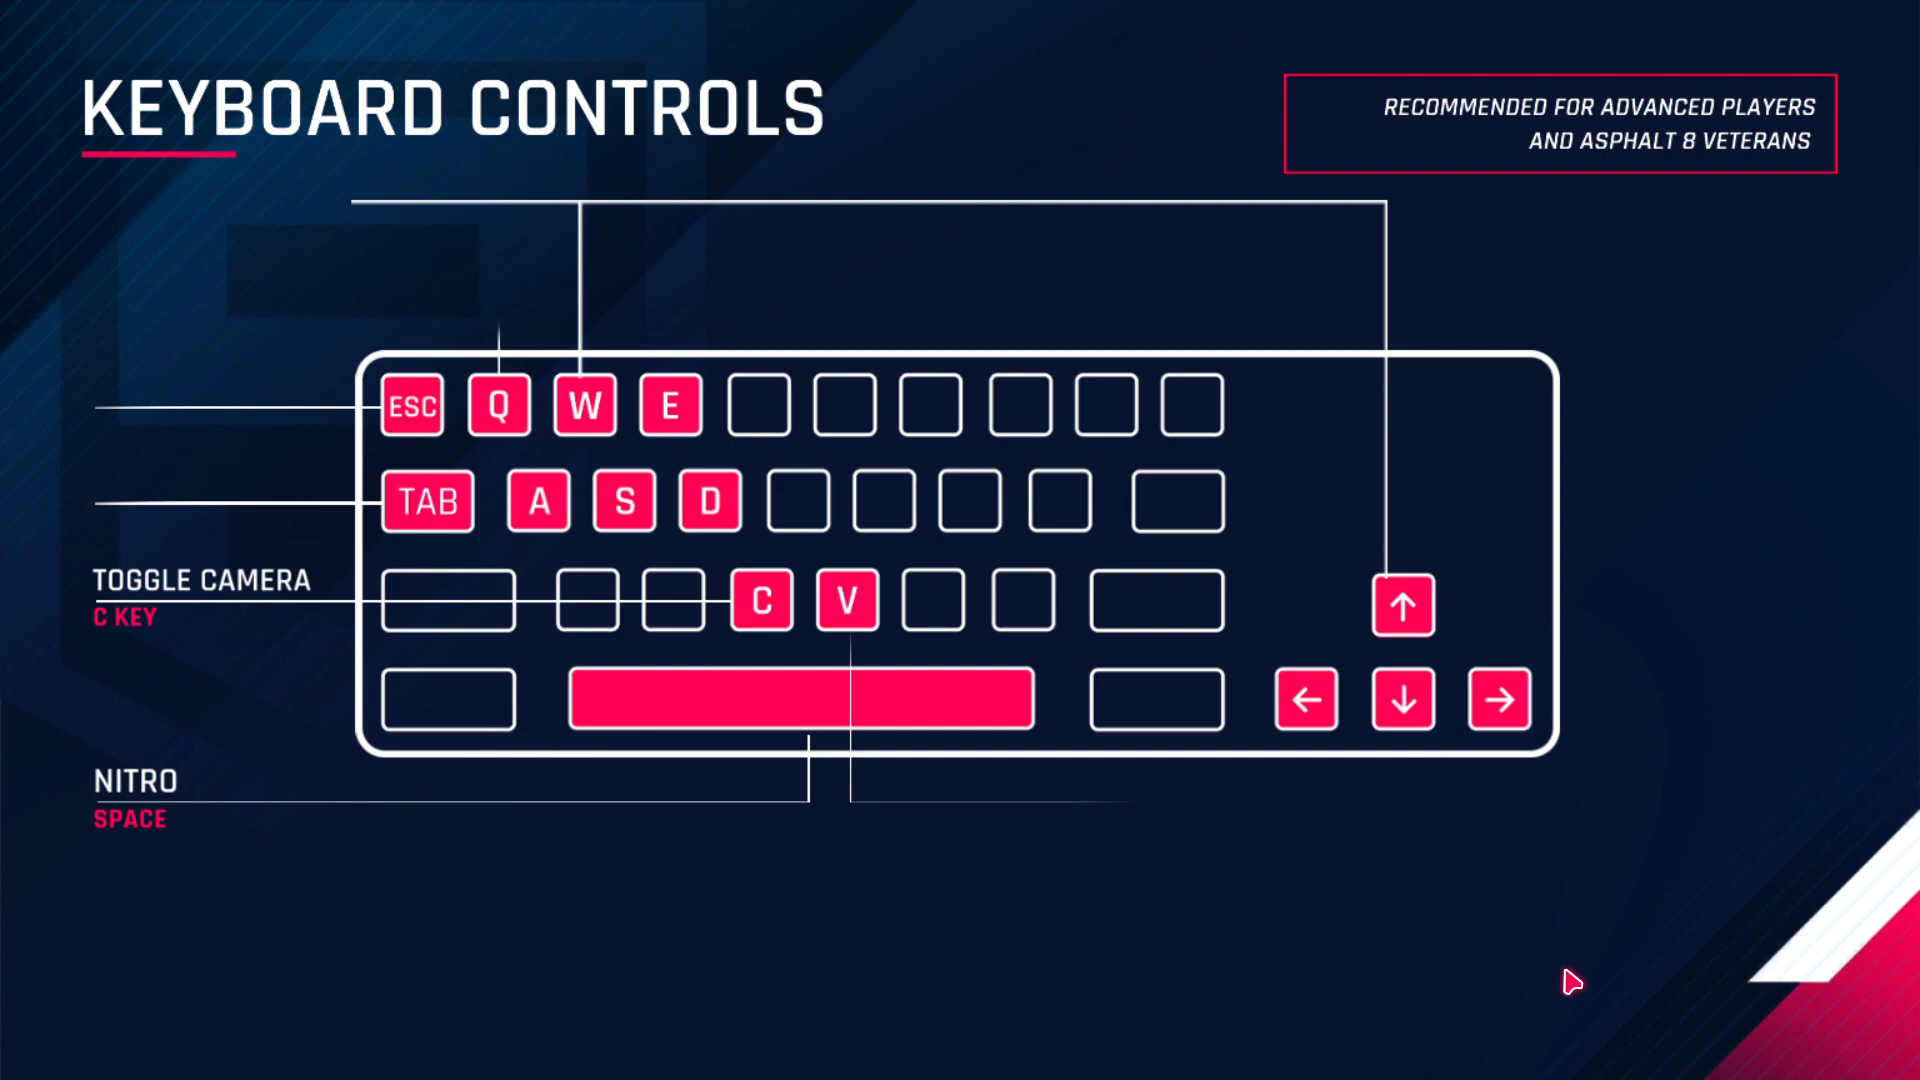 KEYBOARD CONTROLS
RECOMMENDED FOR ADVANCED PLAYERS
AND ASPHALT 8 VETERANS
ESC Q W E
TAB A S D
TOGGLE CAMERA
C KEY
C V
↑
← ↓ →
NITRO
SPACE